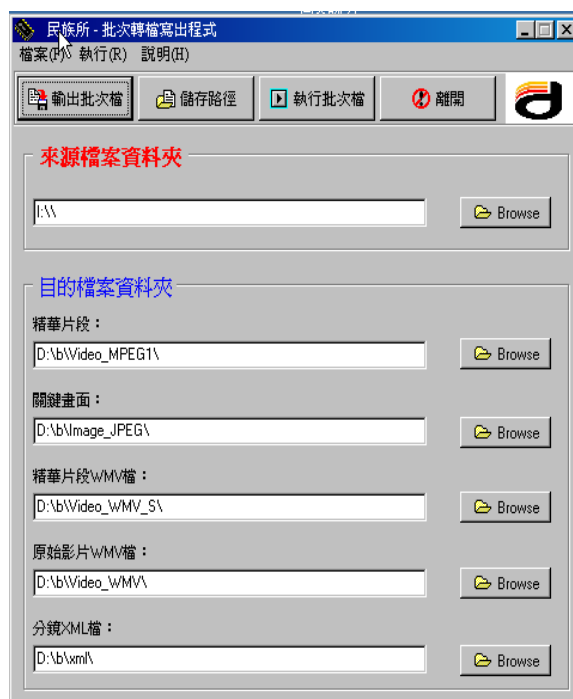 民族所 - 批次轉檔寫出程式
檔案(F) 執行(R) 說明(H)
輸出批次檔 儲存路徑 執行批次檔 離開
來源檔案資料夾
I:\\ Browse
目的檔案資料夾
精華片段：
D:\b\Video_MPEG1\ Browse
關鍵畫面：
D:\b\Image_JPEG\ Browse
精華片段WMV檔：
D:\b\Video_WMV_S\ Browse
原始影片WMV檔：
D:\b\Video_WMV\ Browse
分鏡XML檔：
D:\b\xml\ Browse